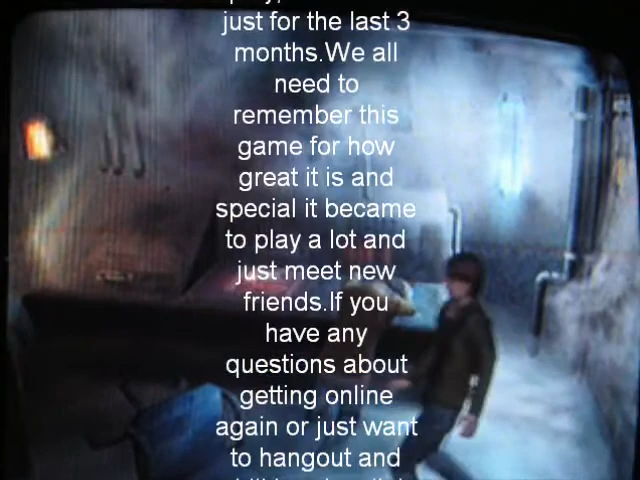 just for the last 3
months.We all
need to
remember this
game for how
great it is and
special it became
to play a lot and
just meet new
friends.If you
have any
questions about
getting online
again or just want
to hangout and